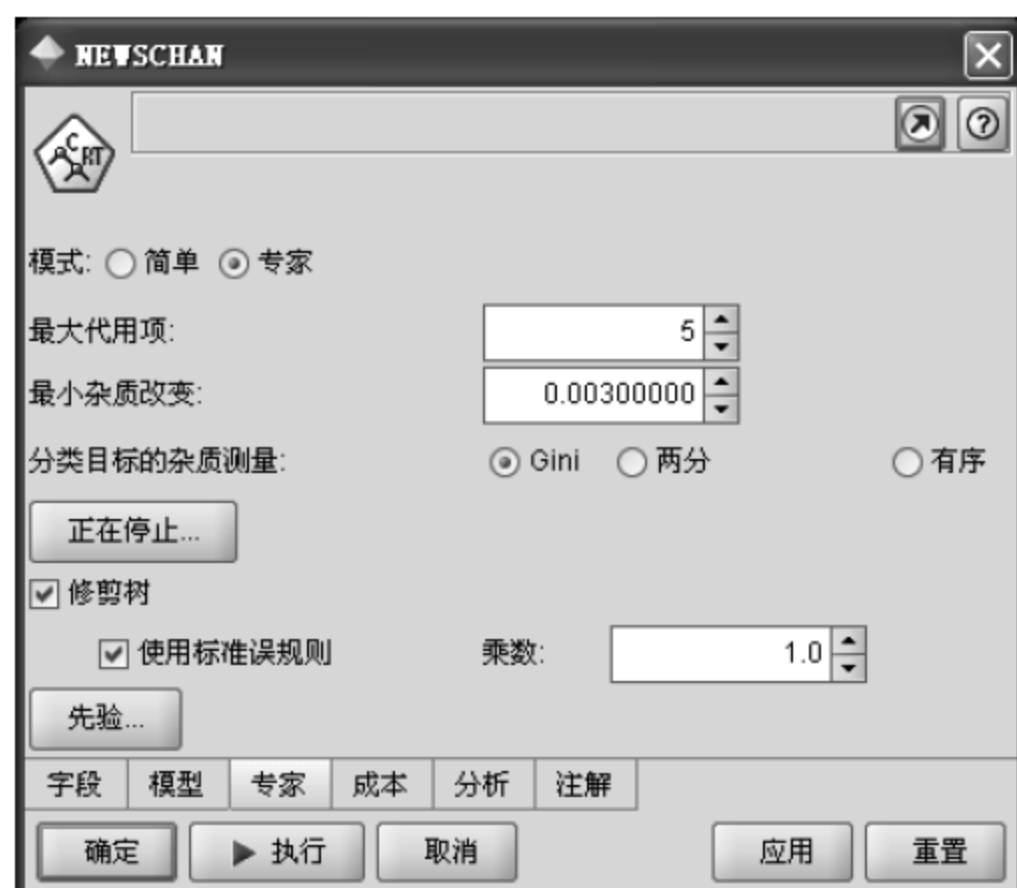 NEWSCHAN
C RT
模式: 简单 专家
最大代用项: 5
最小杂质改变: 0.00300000
分类目标的杂质测量: Gini 两分 有序
正在停止...
修剪树
使用标准误规则 乘数: 1.0
先验...
字段 模型 专家 成本 分析 注解
确定 执行 取消 应用 重置